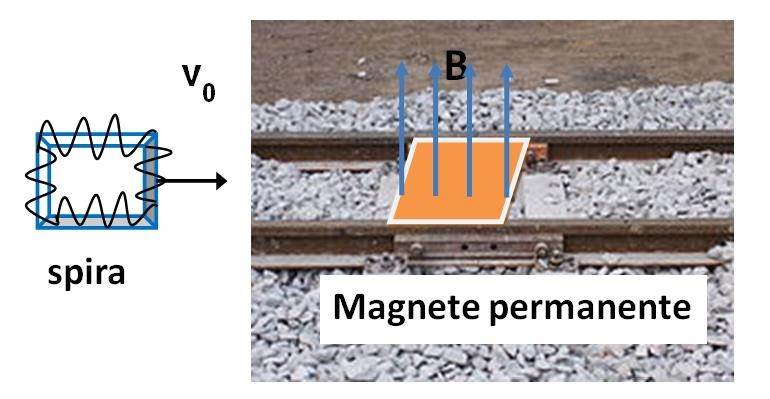 v₀
B
spira
Magnete permanente